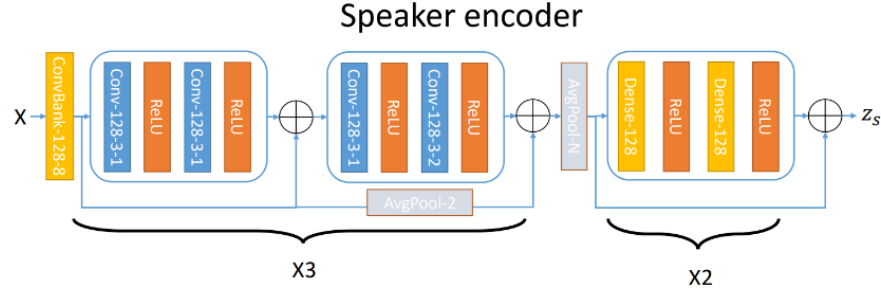 Speaker encoder
X
ConvBank-128-8
Conv-128-3-1
ReLU
Conv-128-3-1
ReLU
Conv-128-3-1
ReLU
Conv-128-3-2
ReLU
AvgPool-2
AvgPool-N
Dense-128
ReLU
Dense-128
ReLU
zs
X3
X2